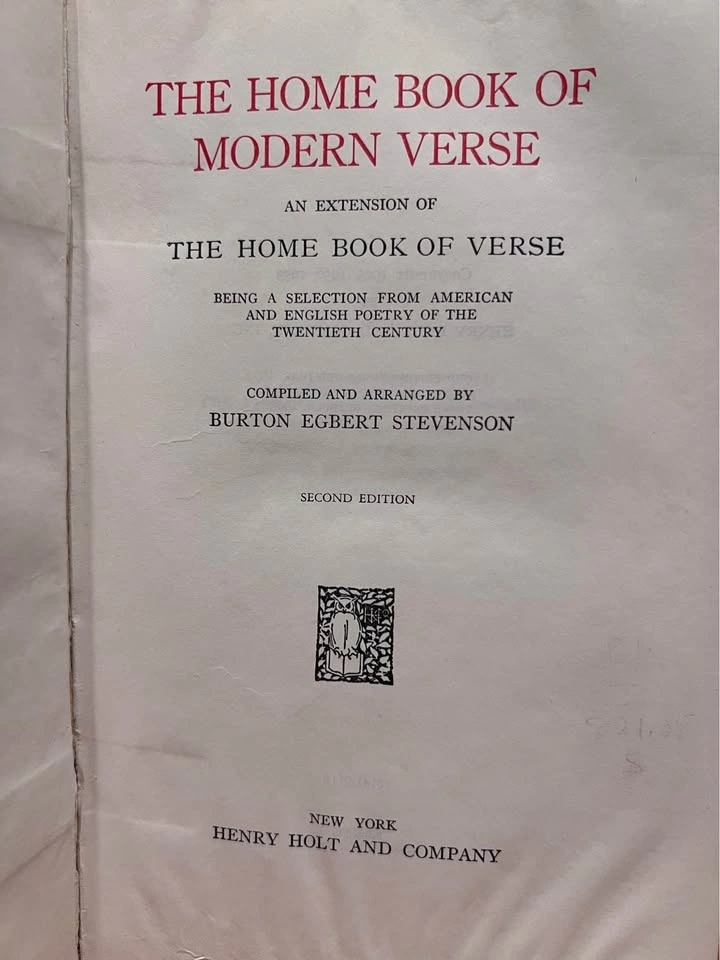 THE HOME BOOK OF
MODERN VERSE
AN EXTENSION OF
THE HOME BOOK OF VERSE
BEING A SELECTION FROM AMERICAN
AND ENGLISH POETRY OF THE
TWENTIETH CENTURY
COMPILED AND ARRANGED BY
BURTON EGBERT STEVENSON
SECOND EDITION
NEW YORK
HENRY HOLT AND COMPANY